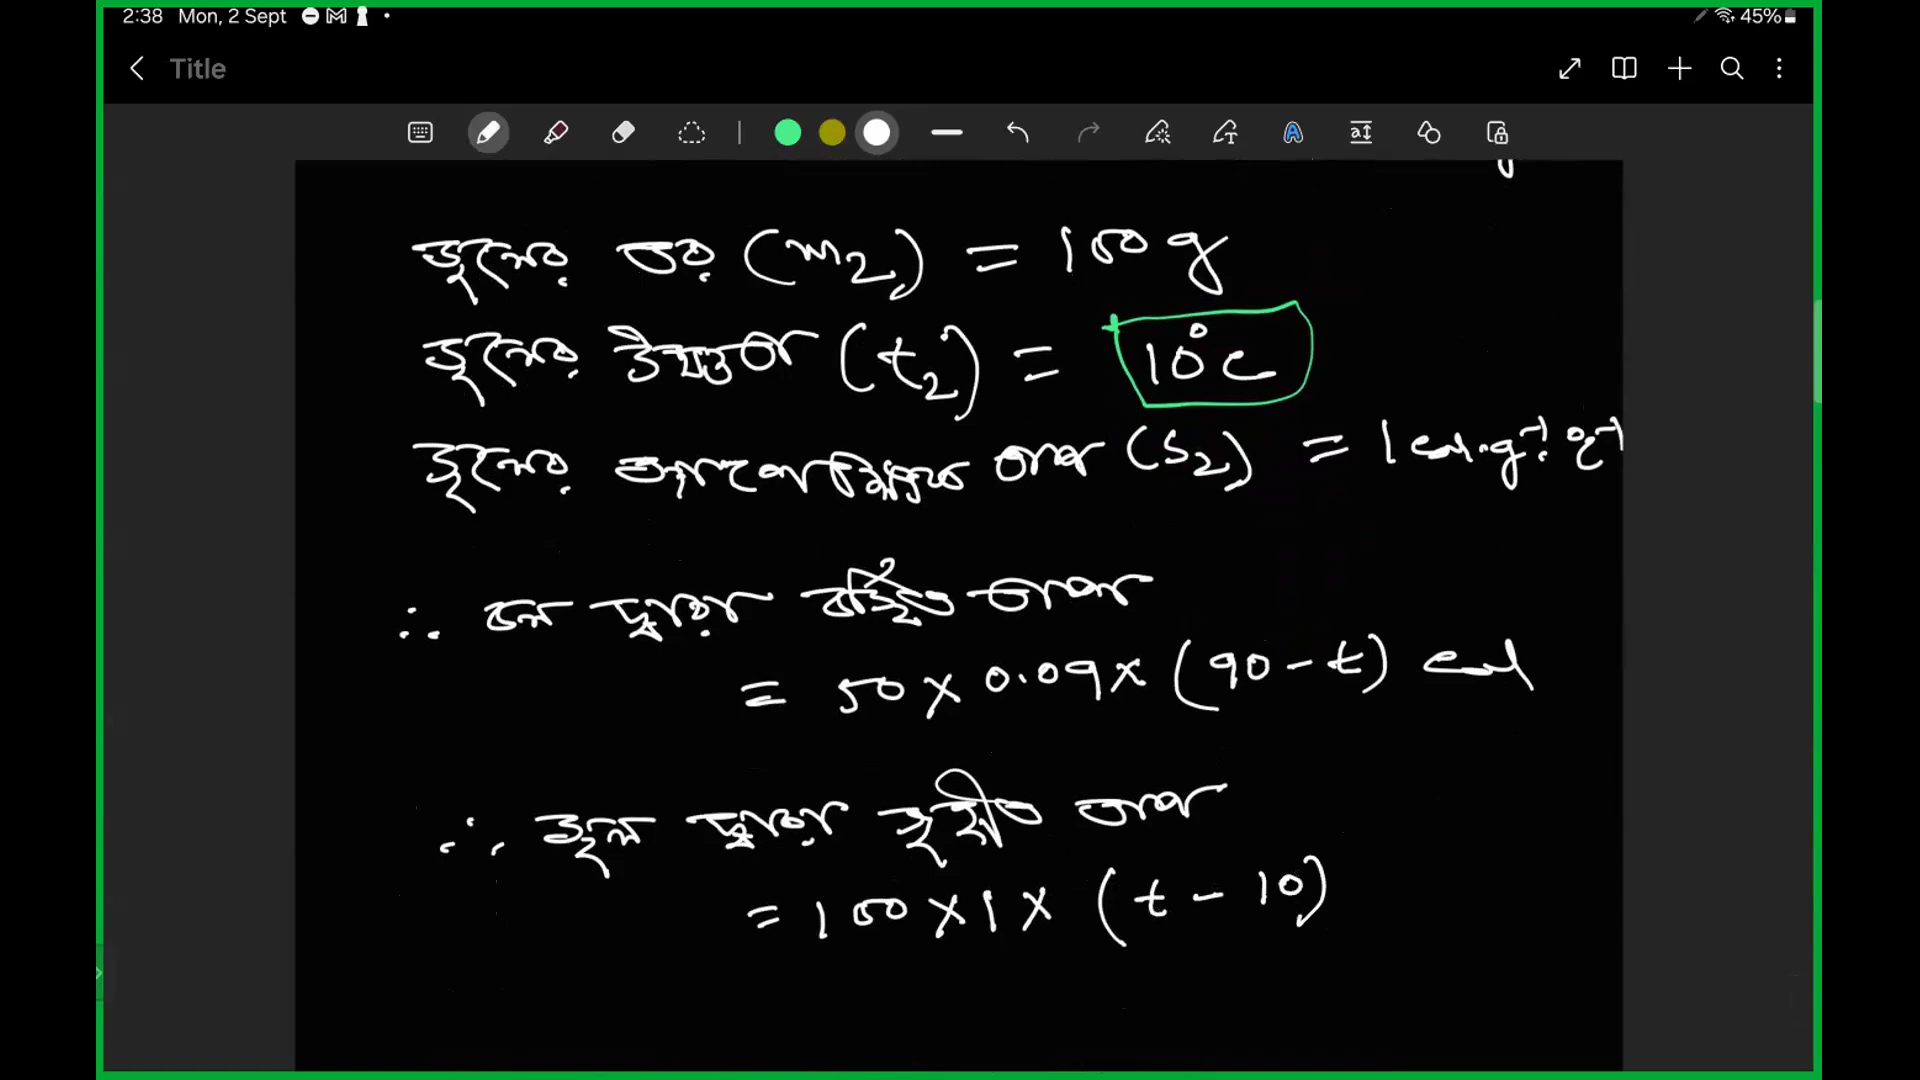 2:38 Mon, 2 Sept
45%
Title
জলের ভর (m₂) = 100 g
জলের উষ্ণতা (t₂) = 10°C
জলের আপেক্ষিক তাপ (S₂) = 1 cal.g⁻¹.°C⁻¹
∴ বল দ্বারা বর্জিত তাপ
= 50 x 0.09 x (90 - t) cal
∴ জল দ্বারা গৃহীত তাপ
= 100 x 1 x (t - 10)